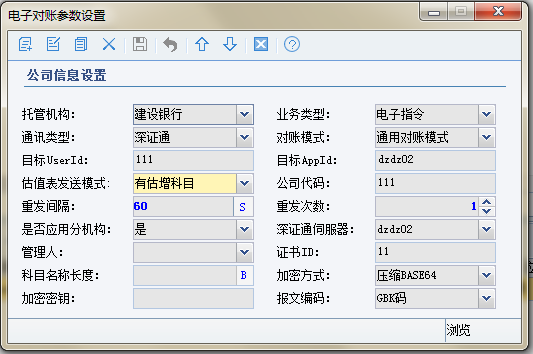 电子对账参数设置
公司信息设置
托管机构: 建设银行 业务类型: 电子指令
通讯类型: 深证通 对账模式: 通用对账模式
目标UserId: 111 目标AppId: dzdz02
估值表发送模式: 有估增科目 公司代码: 111
重发间隔: 60 S 重发次数: 1
是否应用分机构: 是 深证通伺服器: dzdz02
管理人: 证书ID: 11
科目名称长度: B 加密方式: 压缩BASE64
加密密钥: 报文编码: GBK码
浏览